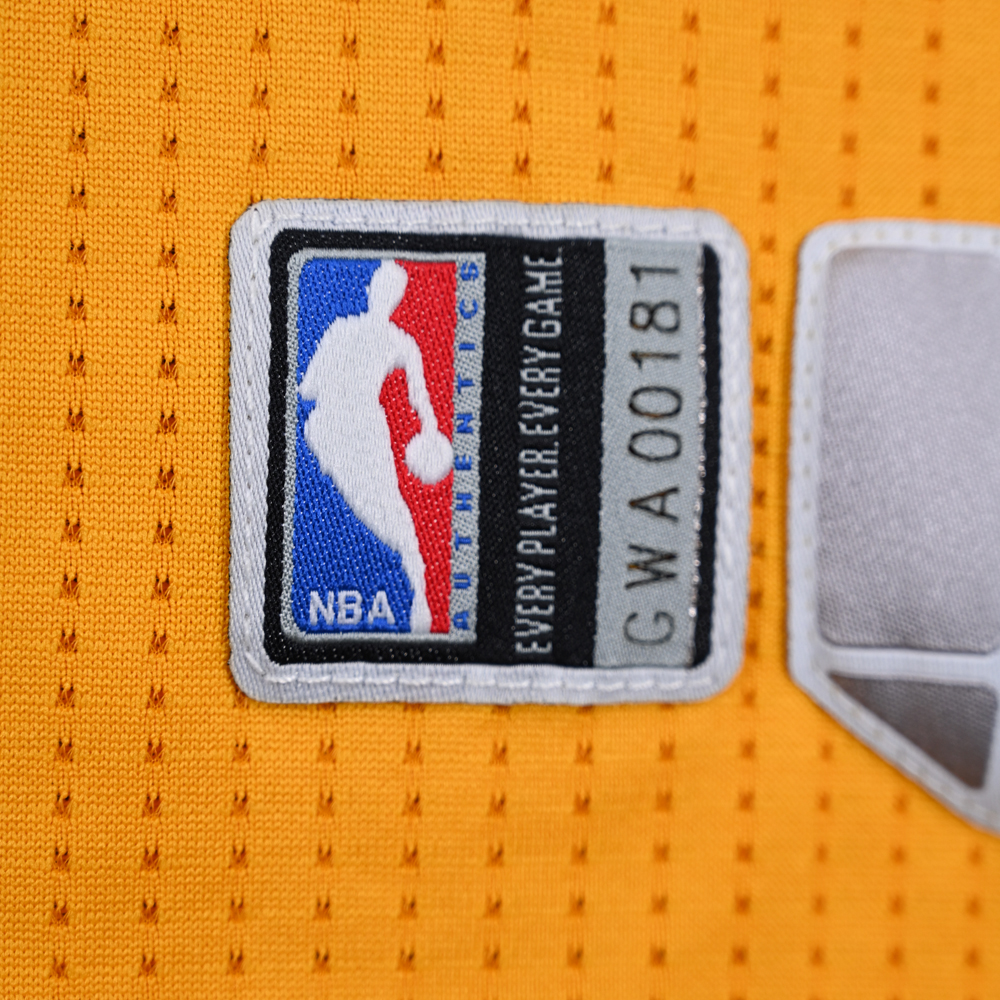 NBA
AUTHENTICS
EVERY PLAYER. EVERY GAME.
GWA00181